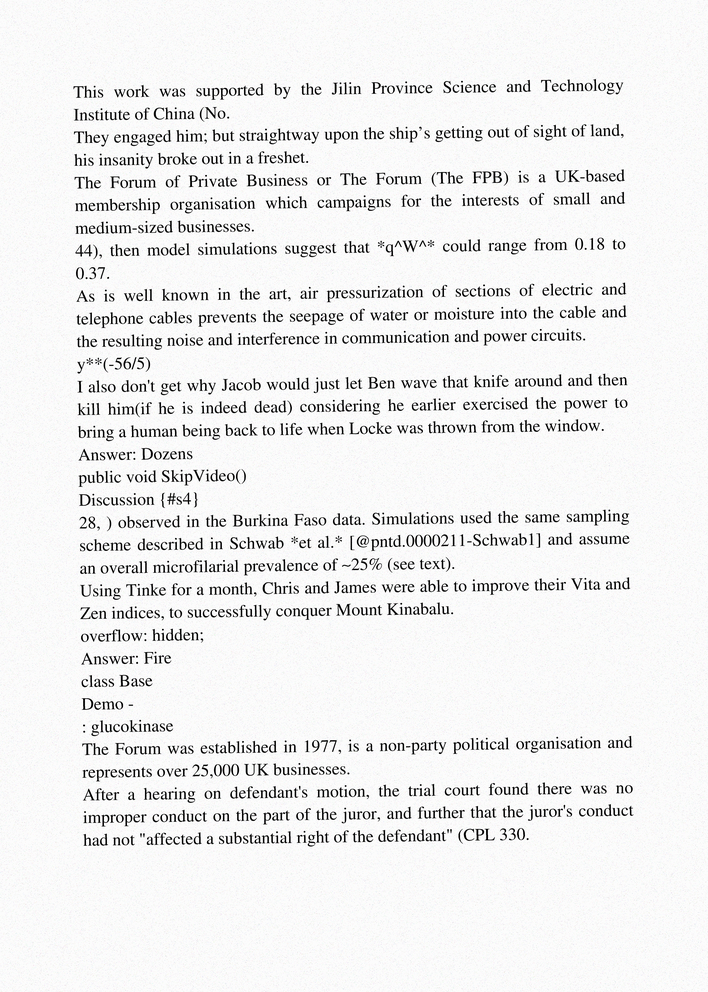 This work was supported by the Jilin Province Science and Technology
Institute of China (No.
They engaged him; but straightway upon the ship’s getting out of sight of land,
his insanity broke out in a freshet.
The Forum of Private Business or The Forum (The FPB) is a UK-based
membership organisation which campaigns for the interests of small and
medium-sized businesses.
44), then model simulations suggest that *q^W^* could range from 0.18 to
0.37.
As is well known in the art, air pressurization of sections of electric and
telephone cables prevents the seepage of water or moisture into the cable and
the resulting noise and interference in communication and power circuits.
y**(-56/5)
I also don't get why Jacob would just let Ben wave that knife around and then
kill him(if he is indeed dead) considering he earlier exercised the power to
bring a human being back to life when Locke was thrown from the window.
Answer: Dozens
public void SkipVideo()
Discussion {#s4}
28, ) observed in the Burkina Faso data. Simulations used the same sampling
scheme described in Schwab *et al.* [@pntd.0000211-Schwab1] and assume
an overall microfilarial prevalence of ~25% (see text).
Using Tinke for a month, Chris and James were able to improve their Vita and
Zen indices, to successfully conquer Mount Kinabalu.
overflow: hidden;
Answer: Fire
class Base
Demo -
: glucokinase
The Forum was established in 1977, is a non-party political organisation and
represents over 25,000 UK businesses.
After a hearing on defendant's motion, the trial court found there was no
improper conduct on the part of the juror, and further that the juror's conduct
had not "affected a substantial right of the defendant" (CPL 330.